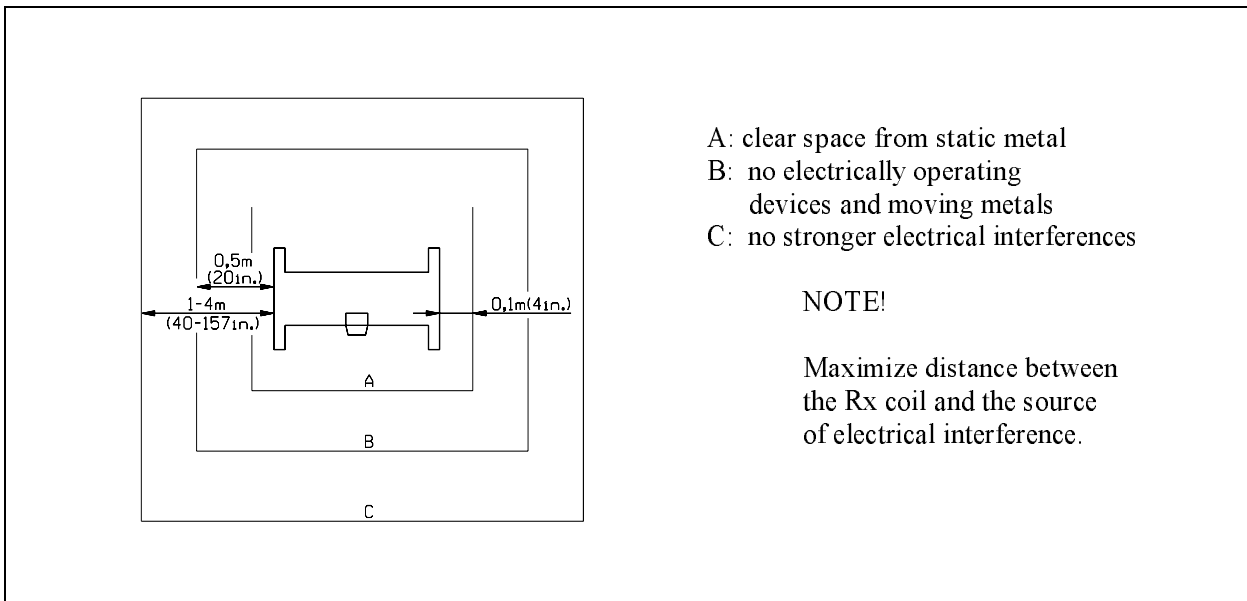 0,5m
(20in.)
1-4m
(40-157in.)
0,1m(4in.)
A
B
C
A: clear space from static metal
B: no electrically operating
devices and moving metals
C: no stronger electrical interferences
NOTE!
Maximize distance between
the Rx coil and the source
of electrical interference.